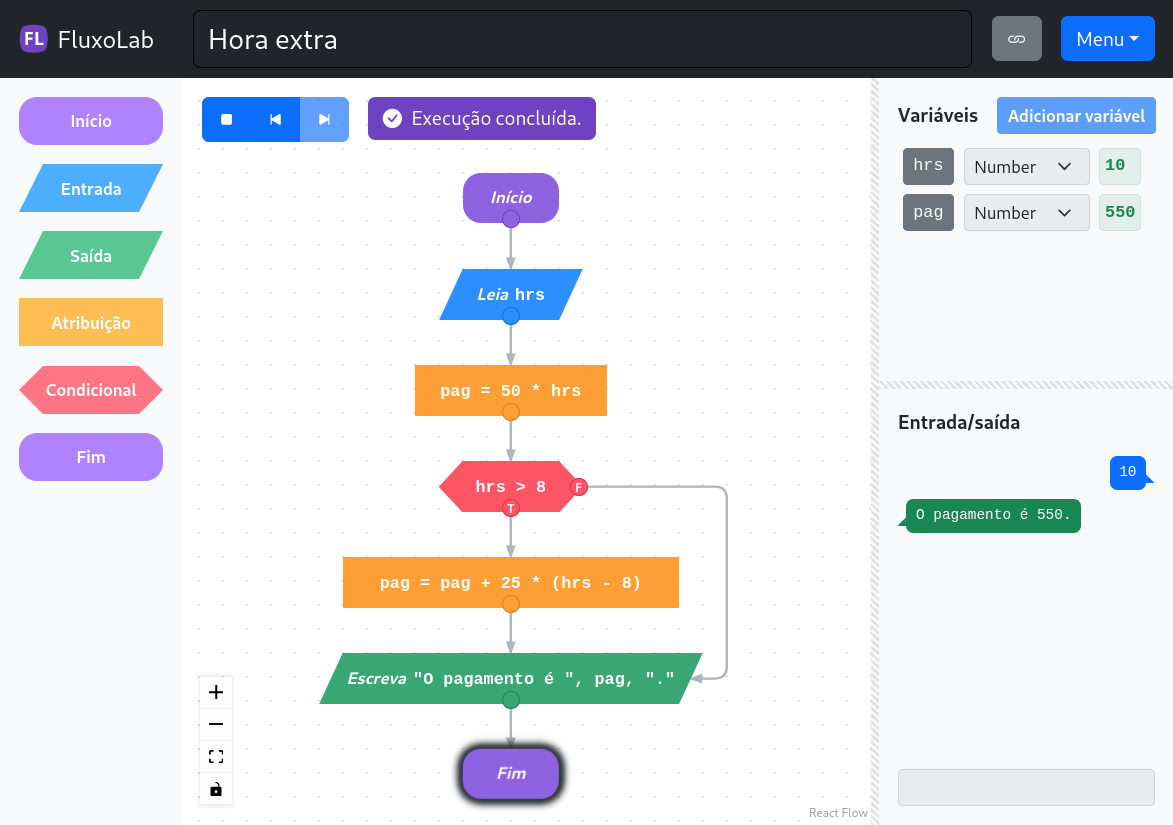 FL FluxoLab
Hora extra
Menu
Início
Entrada
Saída
Atribuição
Condicional
Fim
Execução concluída.
Início
Leia hrs
pag = 50 * hrs
hrs > 8
F
T
pag = pag + 25 * (hrs - 8)
Escreva "O pagamento é ", pag, "."
Fim
React Flow
Variáveis
Adicionar variável
hrs Number 10
pag Number 550
Entrada/saída
10
O pagamento é 550.